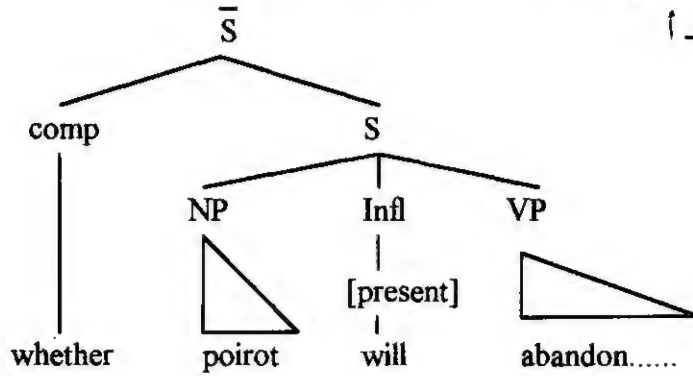 S̅
comp S
NP Infl VP
[present]
whether poirot will abandon......